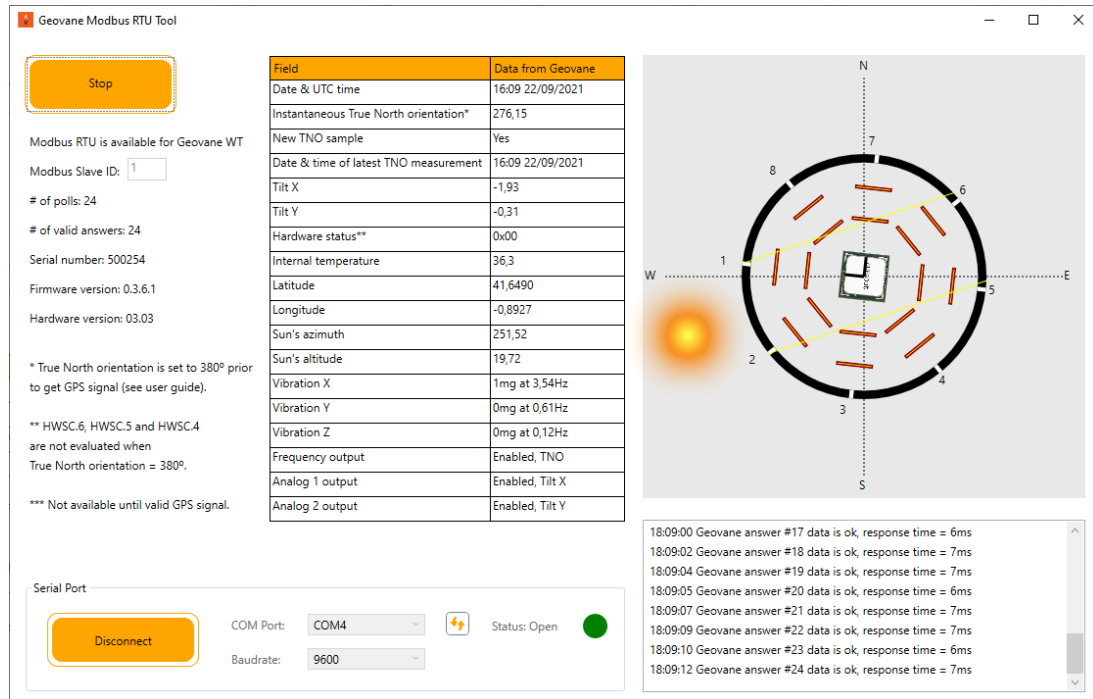 Geovane Modbus RTU Tool
Stop
Modbus RTU is available for Geovane WT
Modbus Slave ID: 1
# of polls: 24
# of valid answers: 24
Serial number: 500254
Firmware version: 0.3.6.1
Hardware version: 03.03
* True North orientation is set to 380º prior
to get GPS signal (see user guide).
** HWSC.6, HWSC.5 and HWSC.4
are not evaluated when
True North orientation = 380º.
*** Not available until valid GPS signal.
Field Data from Geovane
Date & UTC time 16:09 22/09/2021
Instantaneous True North orientation* 276,15
New TNO sample Yes
Date & time of latest TNO measurement 16:09 22/09/2021
Tilt X -1,93
Tilt Y -0,31
Hardware status** 0x00
Internal temperature 36,3
Latitude 41,6490
Longitude -0,8927
Sun's azimuth 251,52
Sun's altitude 19,72
Vibration X 1mg at 3,54Hz
Vibration Y 0mg at 0,61Hz
Vibration Z 0mg at 0,12Hz
Frequency output Enabled, TNO
Analog 1 output Enabled, Tilt X
Analog 2 output Enabled, Tilt Y
N
7
8
6
1
W
E
5
2
4
3
S
18:09:00 Geovane answer #17 data is ok, response time = 6ms
18:09:02 Geovane answer #18 data is ok, response time = 7ms
18:09:04 Geovane answer #19 data is ok, response time = 7ms
18:09:05 Geovane answer #20 data is ok, response time = 6ms
18:09:07 Geovane answer #21 data is ok, response time = 7ms
18:09:09 Geovane answer #22 data is ok, response time = 7ms
18:09:10 Geovane answer #23 data is ok, response time = 6ms
18:09:12 Geovane answer #24 data is ok, response time = 7ms
Serial Port
Disconnect
COM Port: COM4
Status: Open
Baudrate: 9600